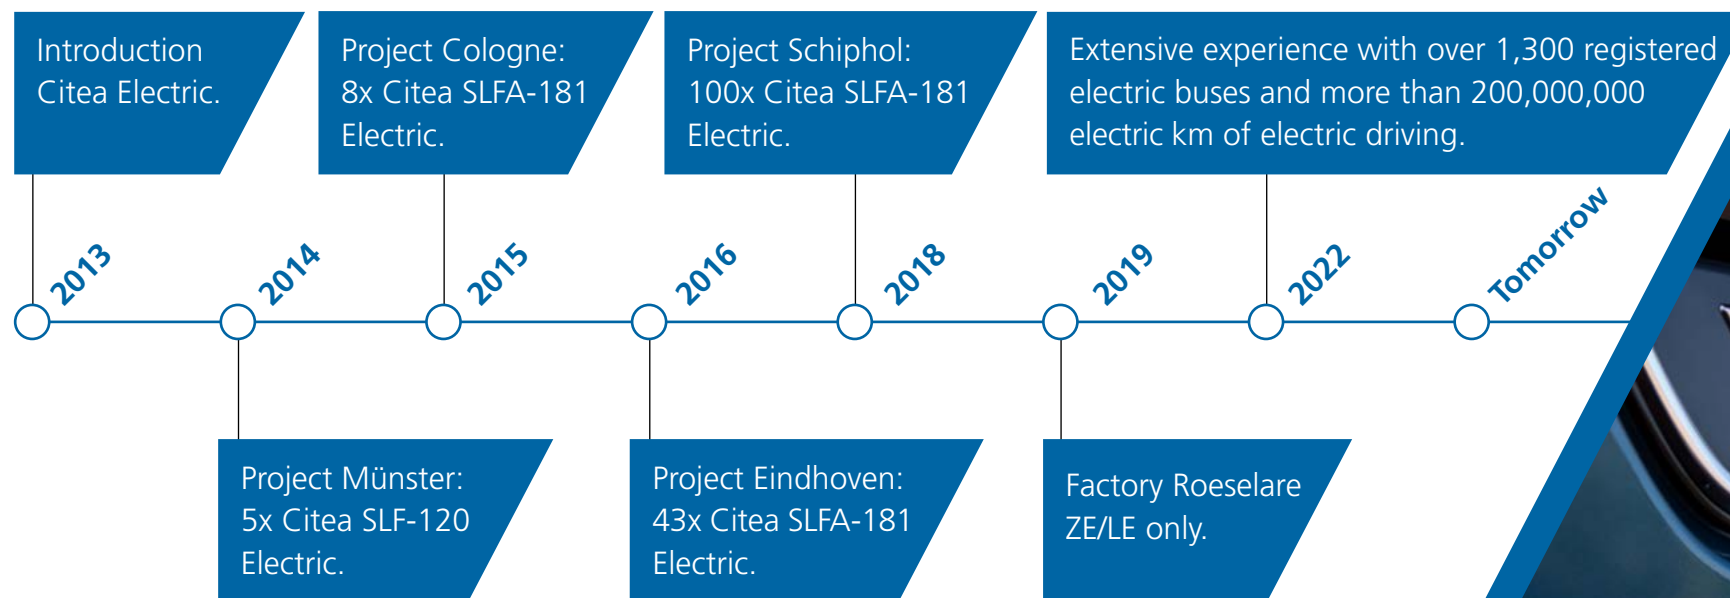 Introduction
Citea Electric.
Project Cologne:
8x Citea SLFA-181
Electric.
Project Schiphol:
100x Citea SLFA-181
Electric.
Extensive experience with over 1,300 registered
electric buses and more than 200,000,000
electric km of electric driving.
2013
2014
2015
2016
2018
2019
2022
Tomorrow
Project Münster:
5x Citea SLF-120
Electric.
Project Eindhoven:
43x Citea SLFA-181
Electric.
Factory Roeselare
ZE/LE only.